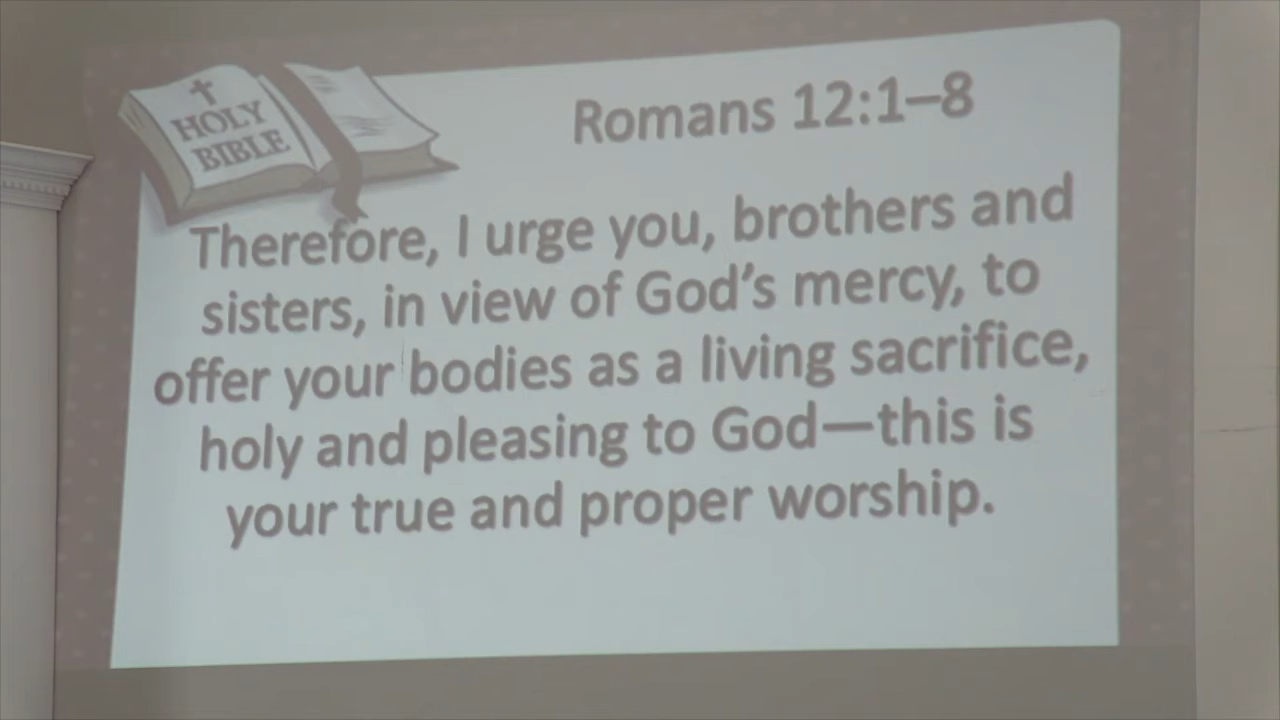 HOLY
BIBLE
Romans 12:1–8
Therefore, I urge you, brothers and
sisters, in view of God's mercy, to
offer your bodies as a living sacrifice,
holy and pleasing to God—this is
your true and proper worship.